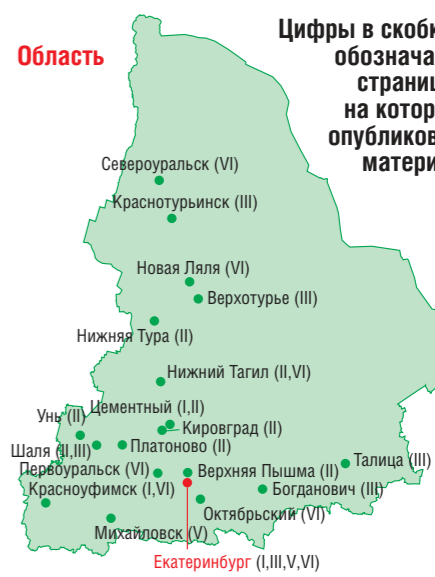 Область
Цифры в скобк
обозначa
страниц
на котор
опубликов
матери
Североуральск (VI)
Краснотурьинск (III)
Новая Ляля (VI)
Верхотурье (III)
Нижняя Тура (II)
Нижний Тагил (II,VI)
Цементный (I,II)
Унь (II)
Кировград (II)
Шаля (II,III)
Платоново (II)
Талица (III)
Первоуральск (VI)
Верхняя Пышма (II)
Красноуфимск (I,VI)
Богданович (III)
Октябрьский (VI)
Михайловск (V)
Екатеринбург (I,III,V,VI)